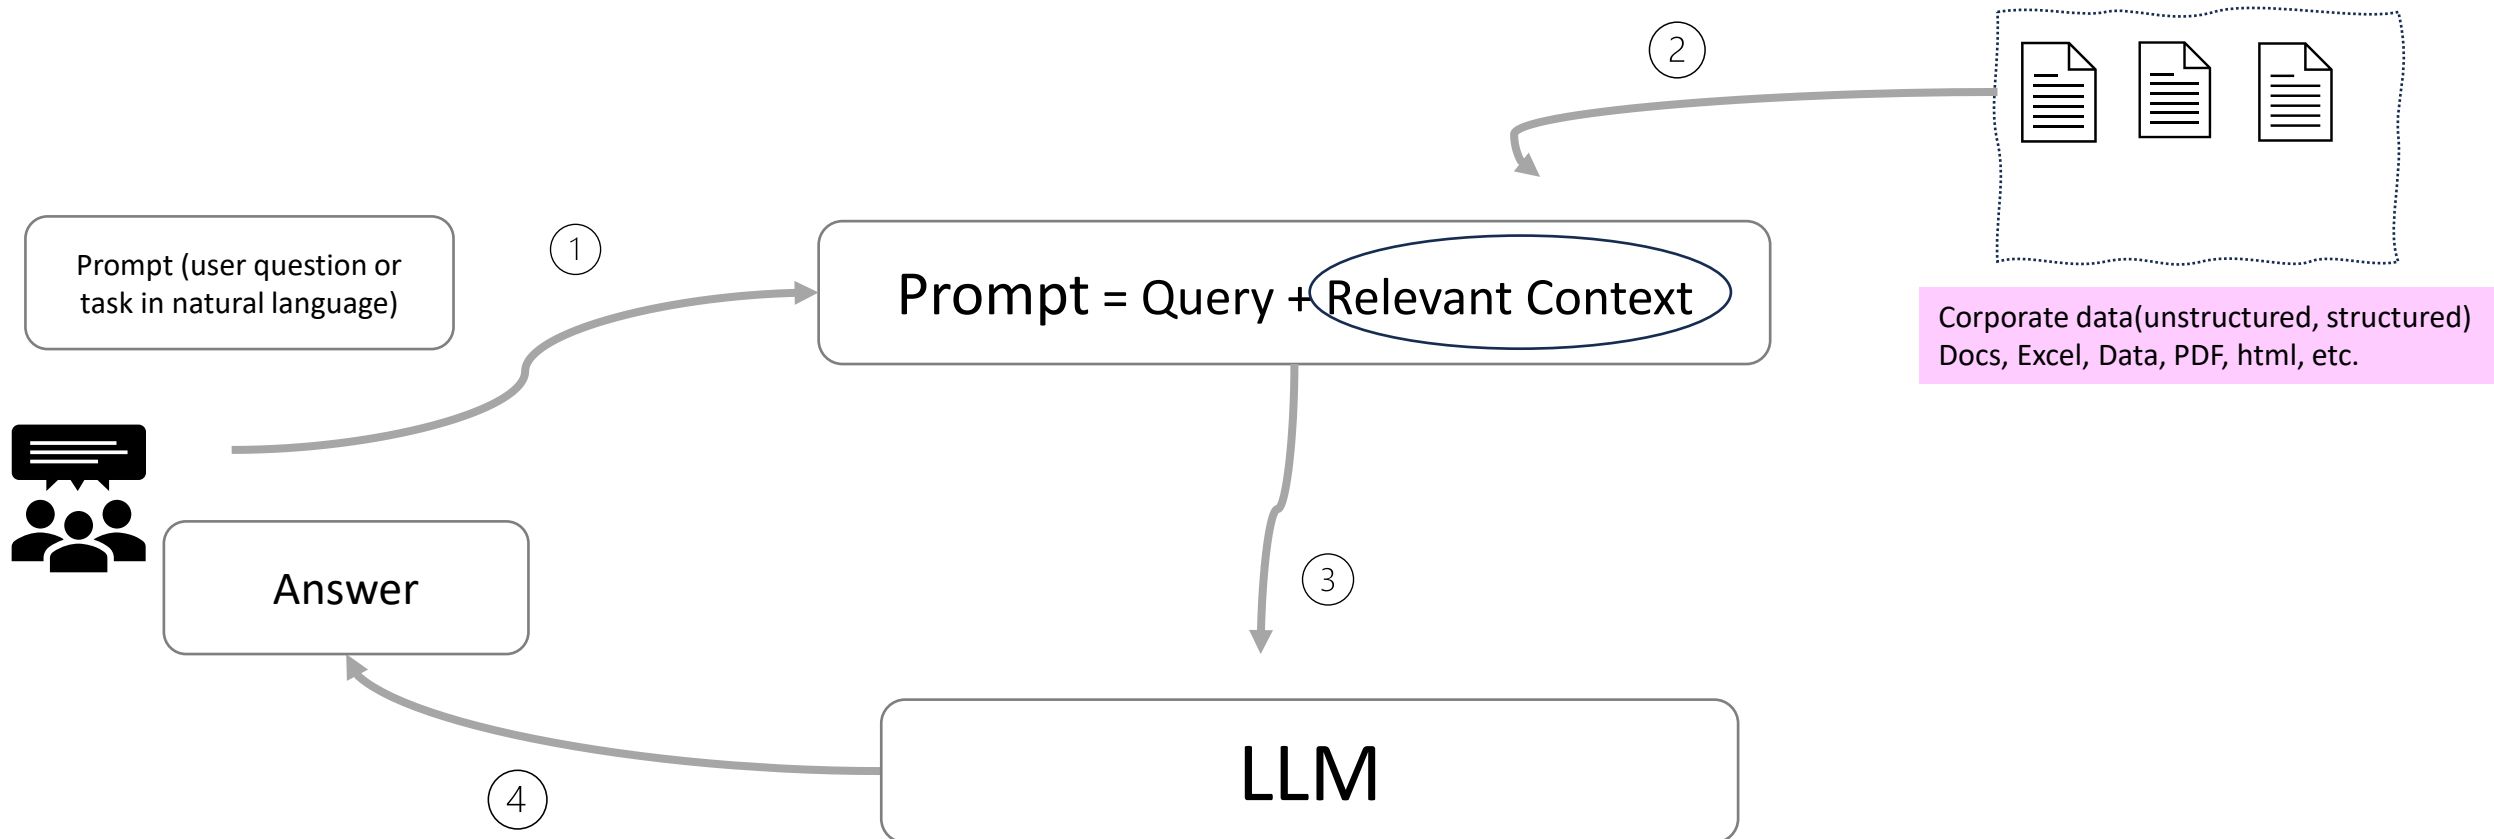 2
Prompt (user question or
task in natural language)
1
Prompt = Query + Relevant Context
Corporate data(unstructured, structured)
Docs, Excel, Data, PDF, html, etc.
Answer
3
LLM
4